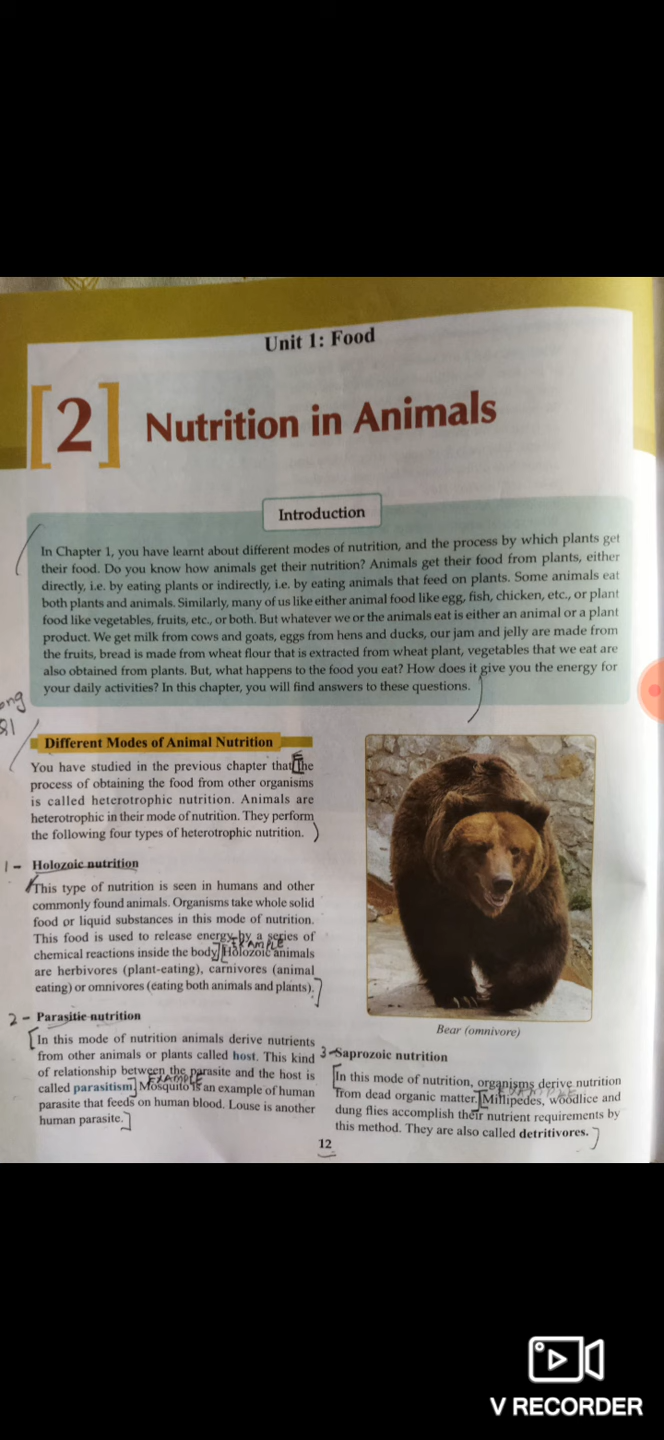 Unit 1: Food
[2] Nutrition in Animals
Introduction
In Chapter 1, you have learnt about different modes of nutrition, and the process by which plants get
their food. Do you know how animals get their nutrition? Animals get their food from plants, either
directly, i.e. by eating plants or indirectly, i.e. by eating animals that feed on plants. Some animals eat
both plants and animals. Similarly, many of us like either animal food like egg, fish, chicken, etc., or plant
food like vegetables, fruits, etc., or both. But whatever we or the animals eat is either an animal or a plant
product. We get milk from cows and goats, eggs from hens and ducks, our jam and jelly are made from
the fruits, bread is made from wheat flour that is extracted from wheat plant, vegetables that we eat are
also obtained from plants. But, what happens to the food you eat? How does it give you the energy for
your daily activities? In this chapter, you will find answers to these questions.
Different Modes of Animal Nutrition
You have studied in the previous chapter that the
process of obtaining the food from other organisms
is called heterotrophic nutrition. Animals are
heterotrophic in their mode of nutrition. They perform
the following four types of heterotrophic nutrition.
1 - Holozoic nutrition
This type of nutrition is seen in humans and other
commonly found animals. Organisms take whole solid
food or liquid substances in this mode of nutrition.
This food is used to release energy by a series of
EXAMPLE
chemical reactions inside the body. Holozoic animals
are herbivores (plant-eating), carnivores (animal
eating) or omnivores (eating both animals and plants).
2 - Parasitic nutrition
In this mode of nutrition animals derive nutrients
from other animals or plants called host. This kind
of relationship between the parasite and the host is
EXAMPLE
called parasitism. Mosquito is an example of human
parasite that feeds on human blood. Louse is another
human parasite.
Bear (omnivore)
3 - Saprozoic nutrition
In this mode of nutrition, organisms derive nutrition
EXAMPLE
from dead organic matter. Millipedes, woodlice and
dung flies accomplish their nutrient requirements by
this method. They are also called detritivores.
12
V RECORDER